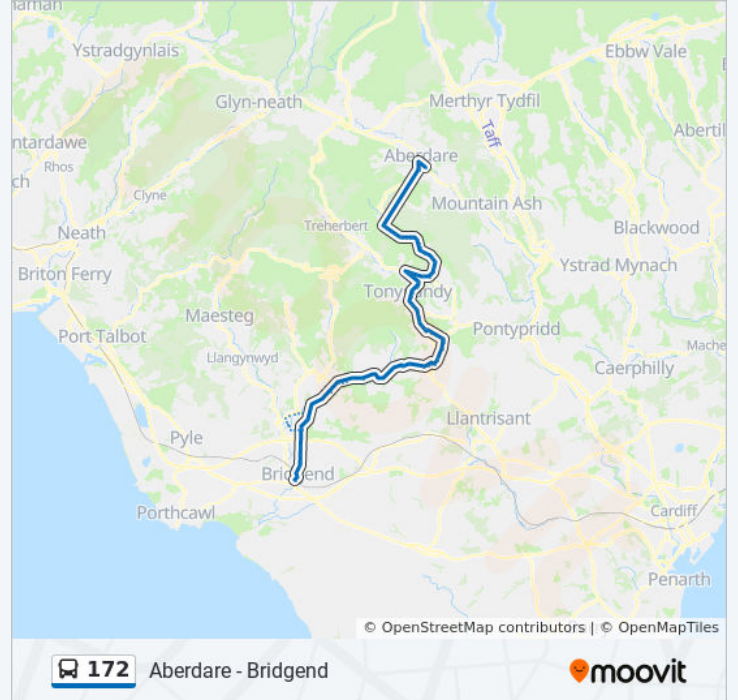 aman
Ystradgynlais
Ebbw Vale
Glyn-neath
Merthyr Tydfil
Taff
Abertil
ntardawe
Aberdare
Rhos
ch
Clyne
Mountain Ash
Treherbert
Blackwood
Neath
Ystrad Mynach
Briton Ferry
Tonypandy
Maesteg
Pontypridd
Port Talbot
Mache
Llangynwyd
Caerphilly
Llantrisant
Pyle
Bridgend
Porthcawl
Cardiff
Penarth
© OpenStreetMap contributors | © OpenMapTiles
172 Aberdare - Bridgend
moovit